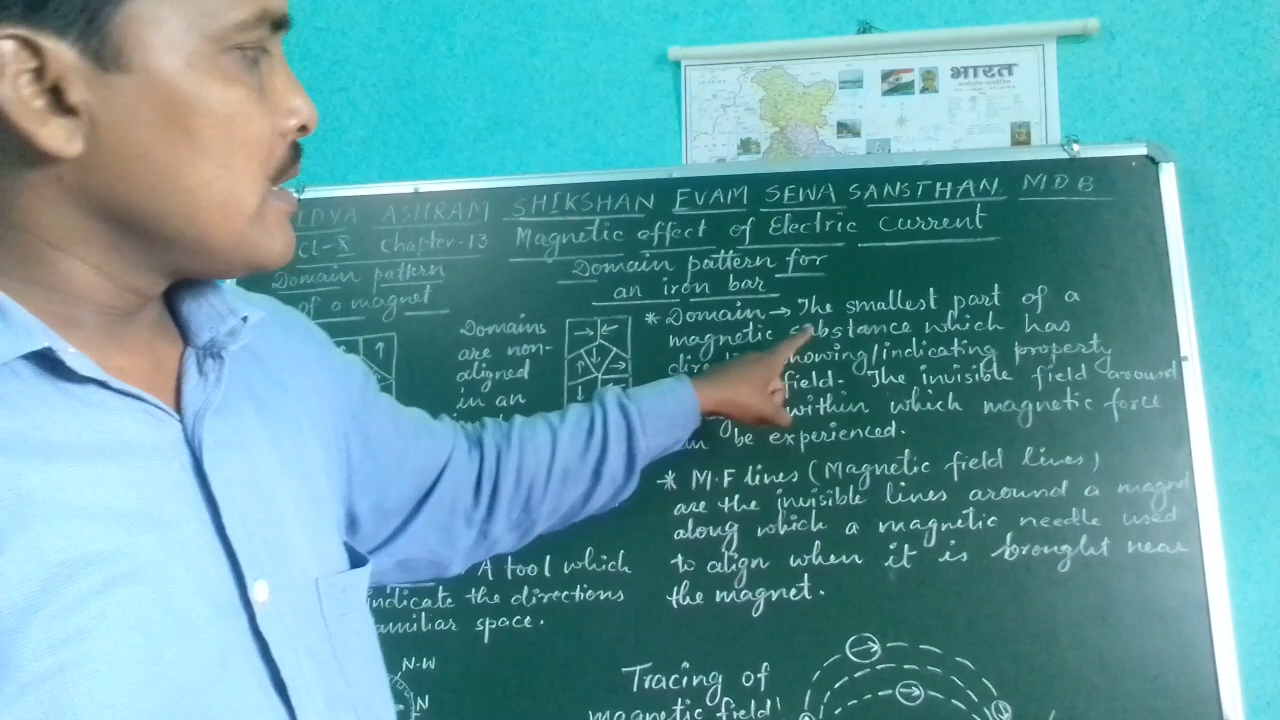 भारत
IDYA ASHRAM SHIKSHAN EVAM SEWA SANSTHAN MDB
CL-X Chapter-13 Magnetic effect of Electric Current
Domain pattern
of a magnet
Domains
are non-
aligned
in an
Domain pattern for
an iron bar
* Domain → The smallest part of a
magnetic substance which has
howing/indicating property
field. The invisible field around
within which magnetic force
be experienced.
* M.F lines (Magnetic field lines)
are the invisible lines around a magnet
along which a magnetic needle used
to align when it is brought near
the magnet.
A tool which
indicate the directions
amiliar space.
N-W
N
Tracing of
magnetic field